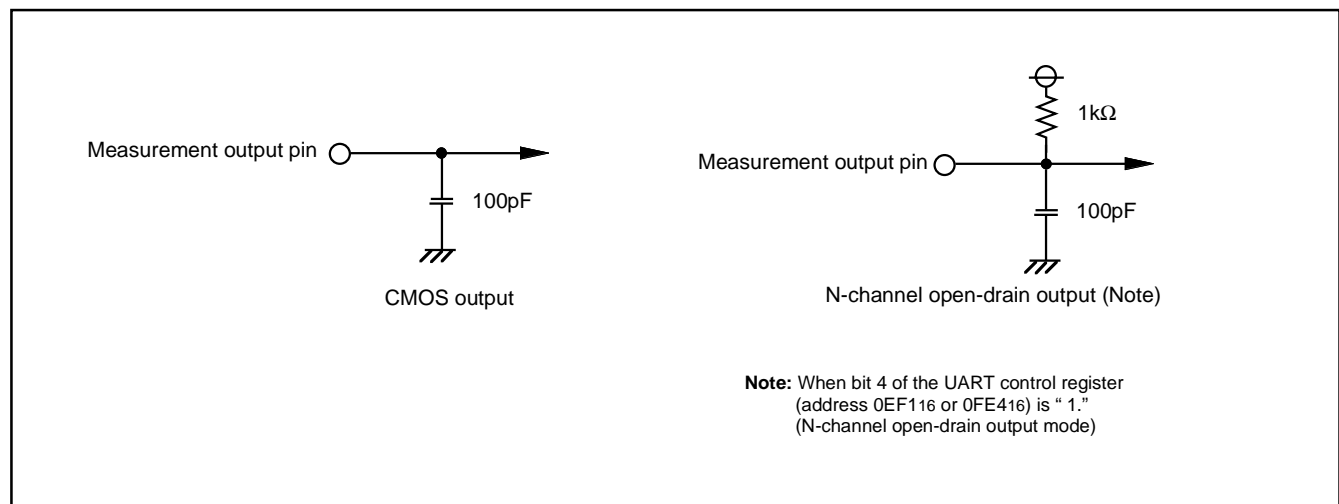 Measurement output pin
100pF
CMOS output
1kΩ
Measurement output pin
100pF
N-channel open-drain output (Note)
Note: When bit 4 of the UART control register
(address 0EF116 or 0FE416) is “ 1.”
(N-channel open-drain output mode)